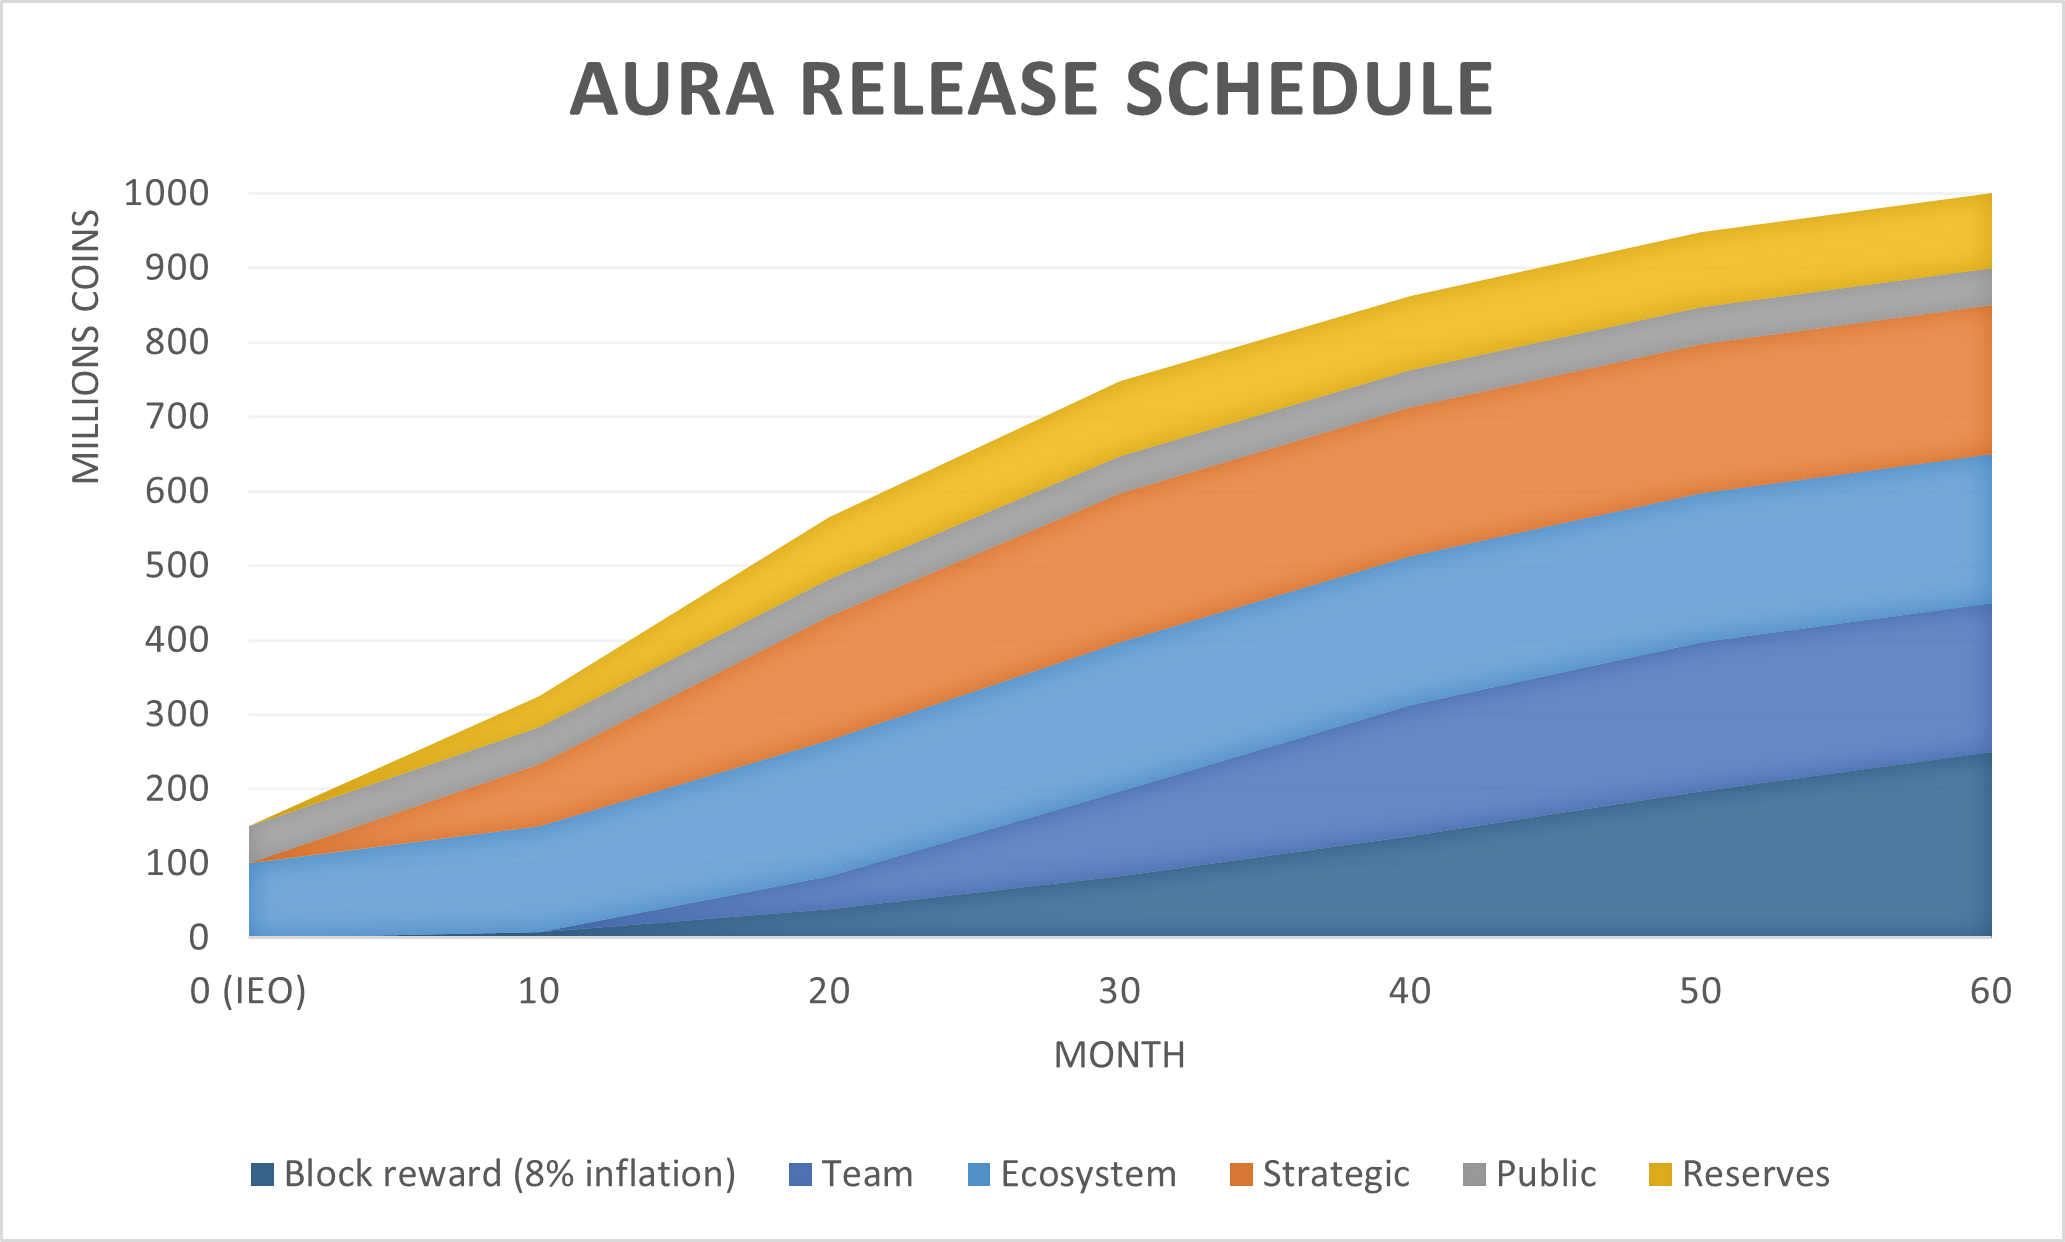 AURA RELEASE SCHEDULE
MILLIONS COINS
1000
900
800
700
600
500
400
300
200
100
0
0 (IEO) 10 20 30 40 50 60
MONTH
Block reward (8% inflation) Team Ecosystem Strategic Public Reserves